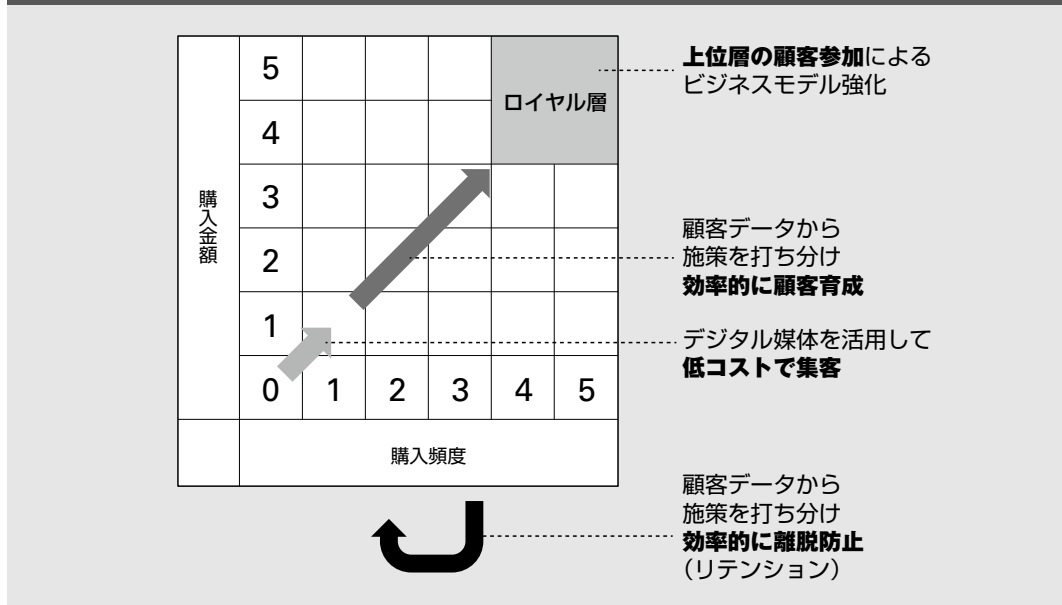 5
4
3
2
1
0 1 2 3 4 5
購入金額
購入頻度
ロイヤル層
上位層の顧客参加による
ビジネスモデル強化
顧客データから
施策を打ち分け
効率的に顧客育成
デジタル媒体を活用して
低コストで集客
顧客データから
施策を打ち分け
効率的に離脱防止
（リテンション）